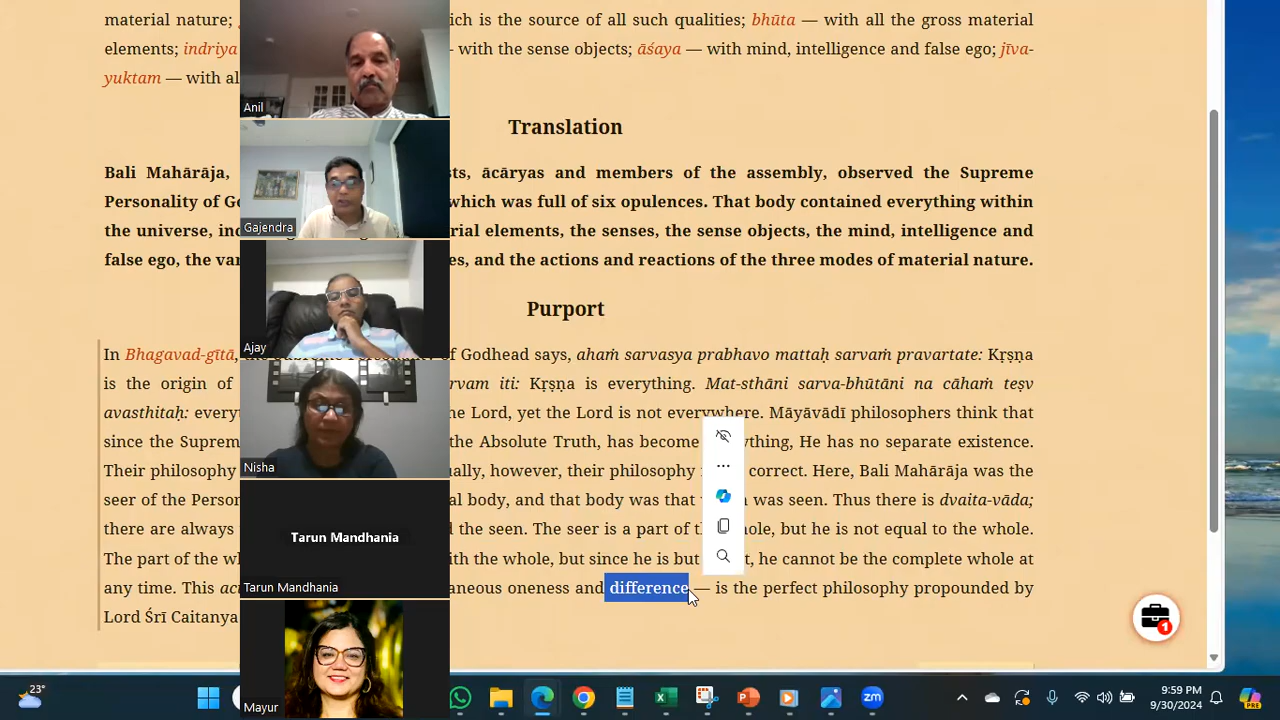 material nature; which is the source of all such qualities; bhūta — with all the gross material
elements; indriya — with the sense objects; āśaya — with mind, intelligence and false ego; jīva-
yuktam — with al
Translation
Bali Mahārāja, sts, ācāryas and members of the assembly, observed the Supreme
Personality of Go which was full of six opulences. That body contained everything within
the universe, inc rial elements, the senses, the sense objects, the mind, intelligence and
false ego, the var es, and the actions and reactions of the three modes of material nature.
Purport
In Bhagavad-gītā, of Godhead says, ahaṁ sarvasya prabhavo mattaḥ sarvaṁ pravartate: Kṛṣṇa
is the origin of rvam iti: Kṛṣṇa is everything. Mat-sthāni sarva-bhūtāni na cāhaṁ teṣv
avasthitaḥ: every he Lord, yet the Lord is not everywhere. Māyāvādī philosophers think that
since the Suprem the Absolute Truth, has become ything, He has no separate existence.
Their philosophy ually, however, their philosophy correct. Here, Bali Mahārāja was the
seer of the Person al body, and that body was that was seen. Thus there is dvaita-vāda;
there are always d the seen. The seer is a part of th ole, but he is not equal to the whole.
The part of the wh ith the whole, but since he is but t, he cannot be the complete whole at
any time. This ac aneous oneness and difference — is the perfect philosophy propounded by
Lord Śrī Caitanya
Anil
Gajendra
Ajay
Nisha
Tarun Mandhania
Tarun Mandhania
Mayur
1
23°
zm
9:59 PM
9/30/2024
PRE